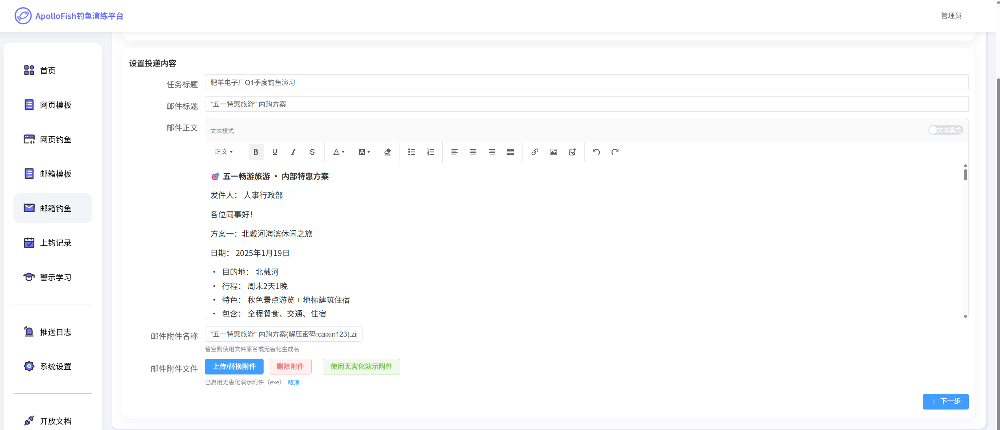 ApolloFish钓鱼演练平台
管理员
首页
网页模板
网页钓鱼
邮箱模板
邮箱钓鱼
上钩记录
警示学习
推送日志
系统设置
开放文档
设置投递内容
任务标题
肥羊电子厂Q1季度钓鱼演习
邮件标题
"五一特惠旅游" 内购方案
邮件正文
文本模式
文本模式
正文
🎯 五一畅游旅游 · 内部特惠方案
发件人： 人事行政部
各位同事好！
方案一：北戴河海滨休闲之旅
日期： 2025年1月19日
• 目的地： 北戴河
• 行程： 周末2天1晚
• 特色： 秋色景点游览 + 地标建筑住宿
• 包含： 全程餐食、交通、住宿
邮件附件名称
"五一特惠旅游" 内购方案(解压密码:caixin123).zip
留空则使用文件原名或无害化生成名
邮件附件文件
上传/替换附件 删除附件 使用无害化演示附件
已启用无害化演示附件（exe） 取消
下一步